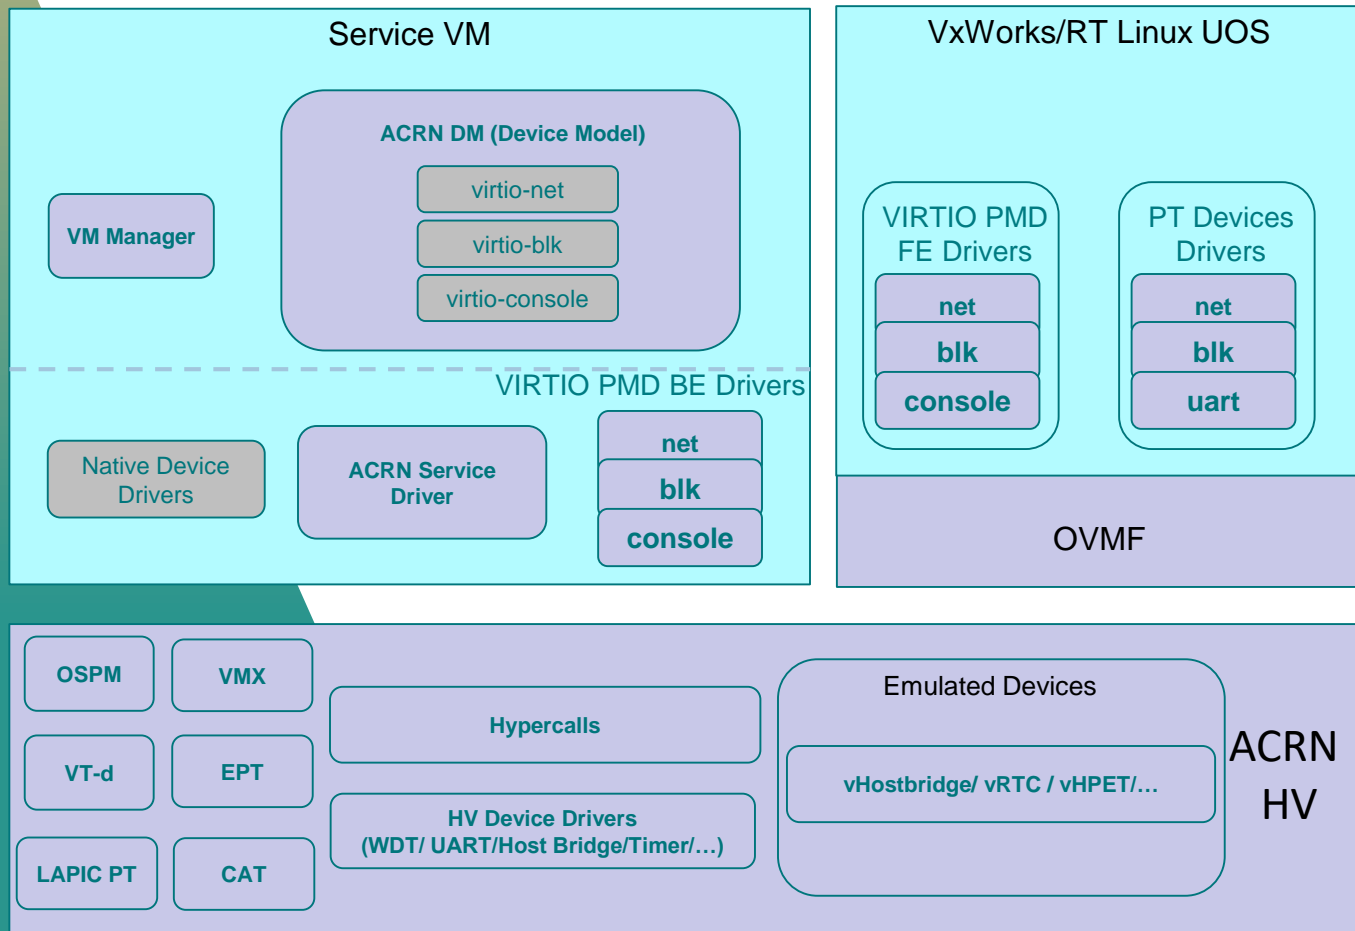 Service VM
ACRN DM (Device Model)
virtio-net
virtio-blk
virtio-console
VM Manager
VIRTIO PMD BE Drivers
Native Device
Drivers
ACRN Service
Driver
net
blk
console
VxWorks/RT Linux UOS
VIRTIO PMD
FE Drivers
net
blk
console
PT Devices
Drivers
net
blk
uart
OVMF
OSPM
VMX
VT-d
EPT
LAPIC PT
CAT
Hypercalls
HV Device Drivers
(WDT/ UART/Host Bridge/Timer/…)
Emulated Devices
vHostbridge/ vRTC / vHPET/…
ACRN
HV